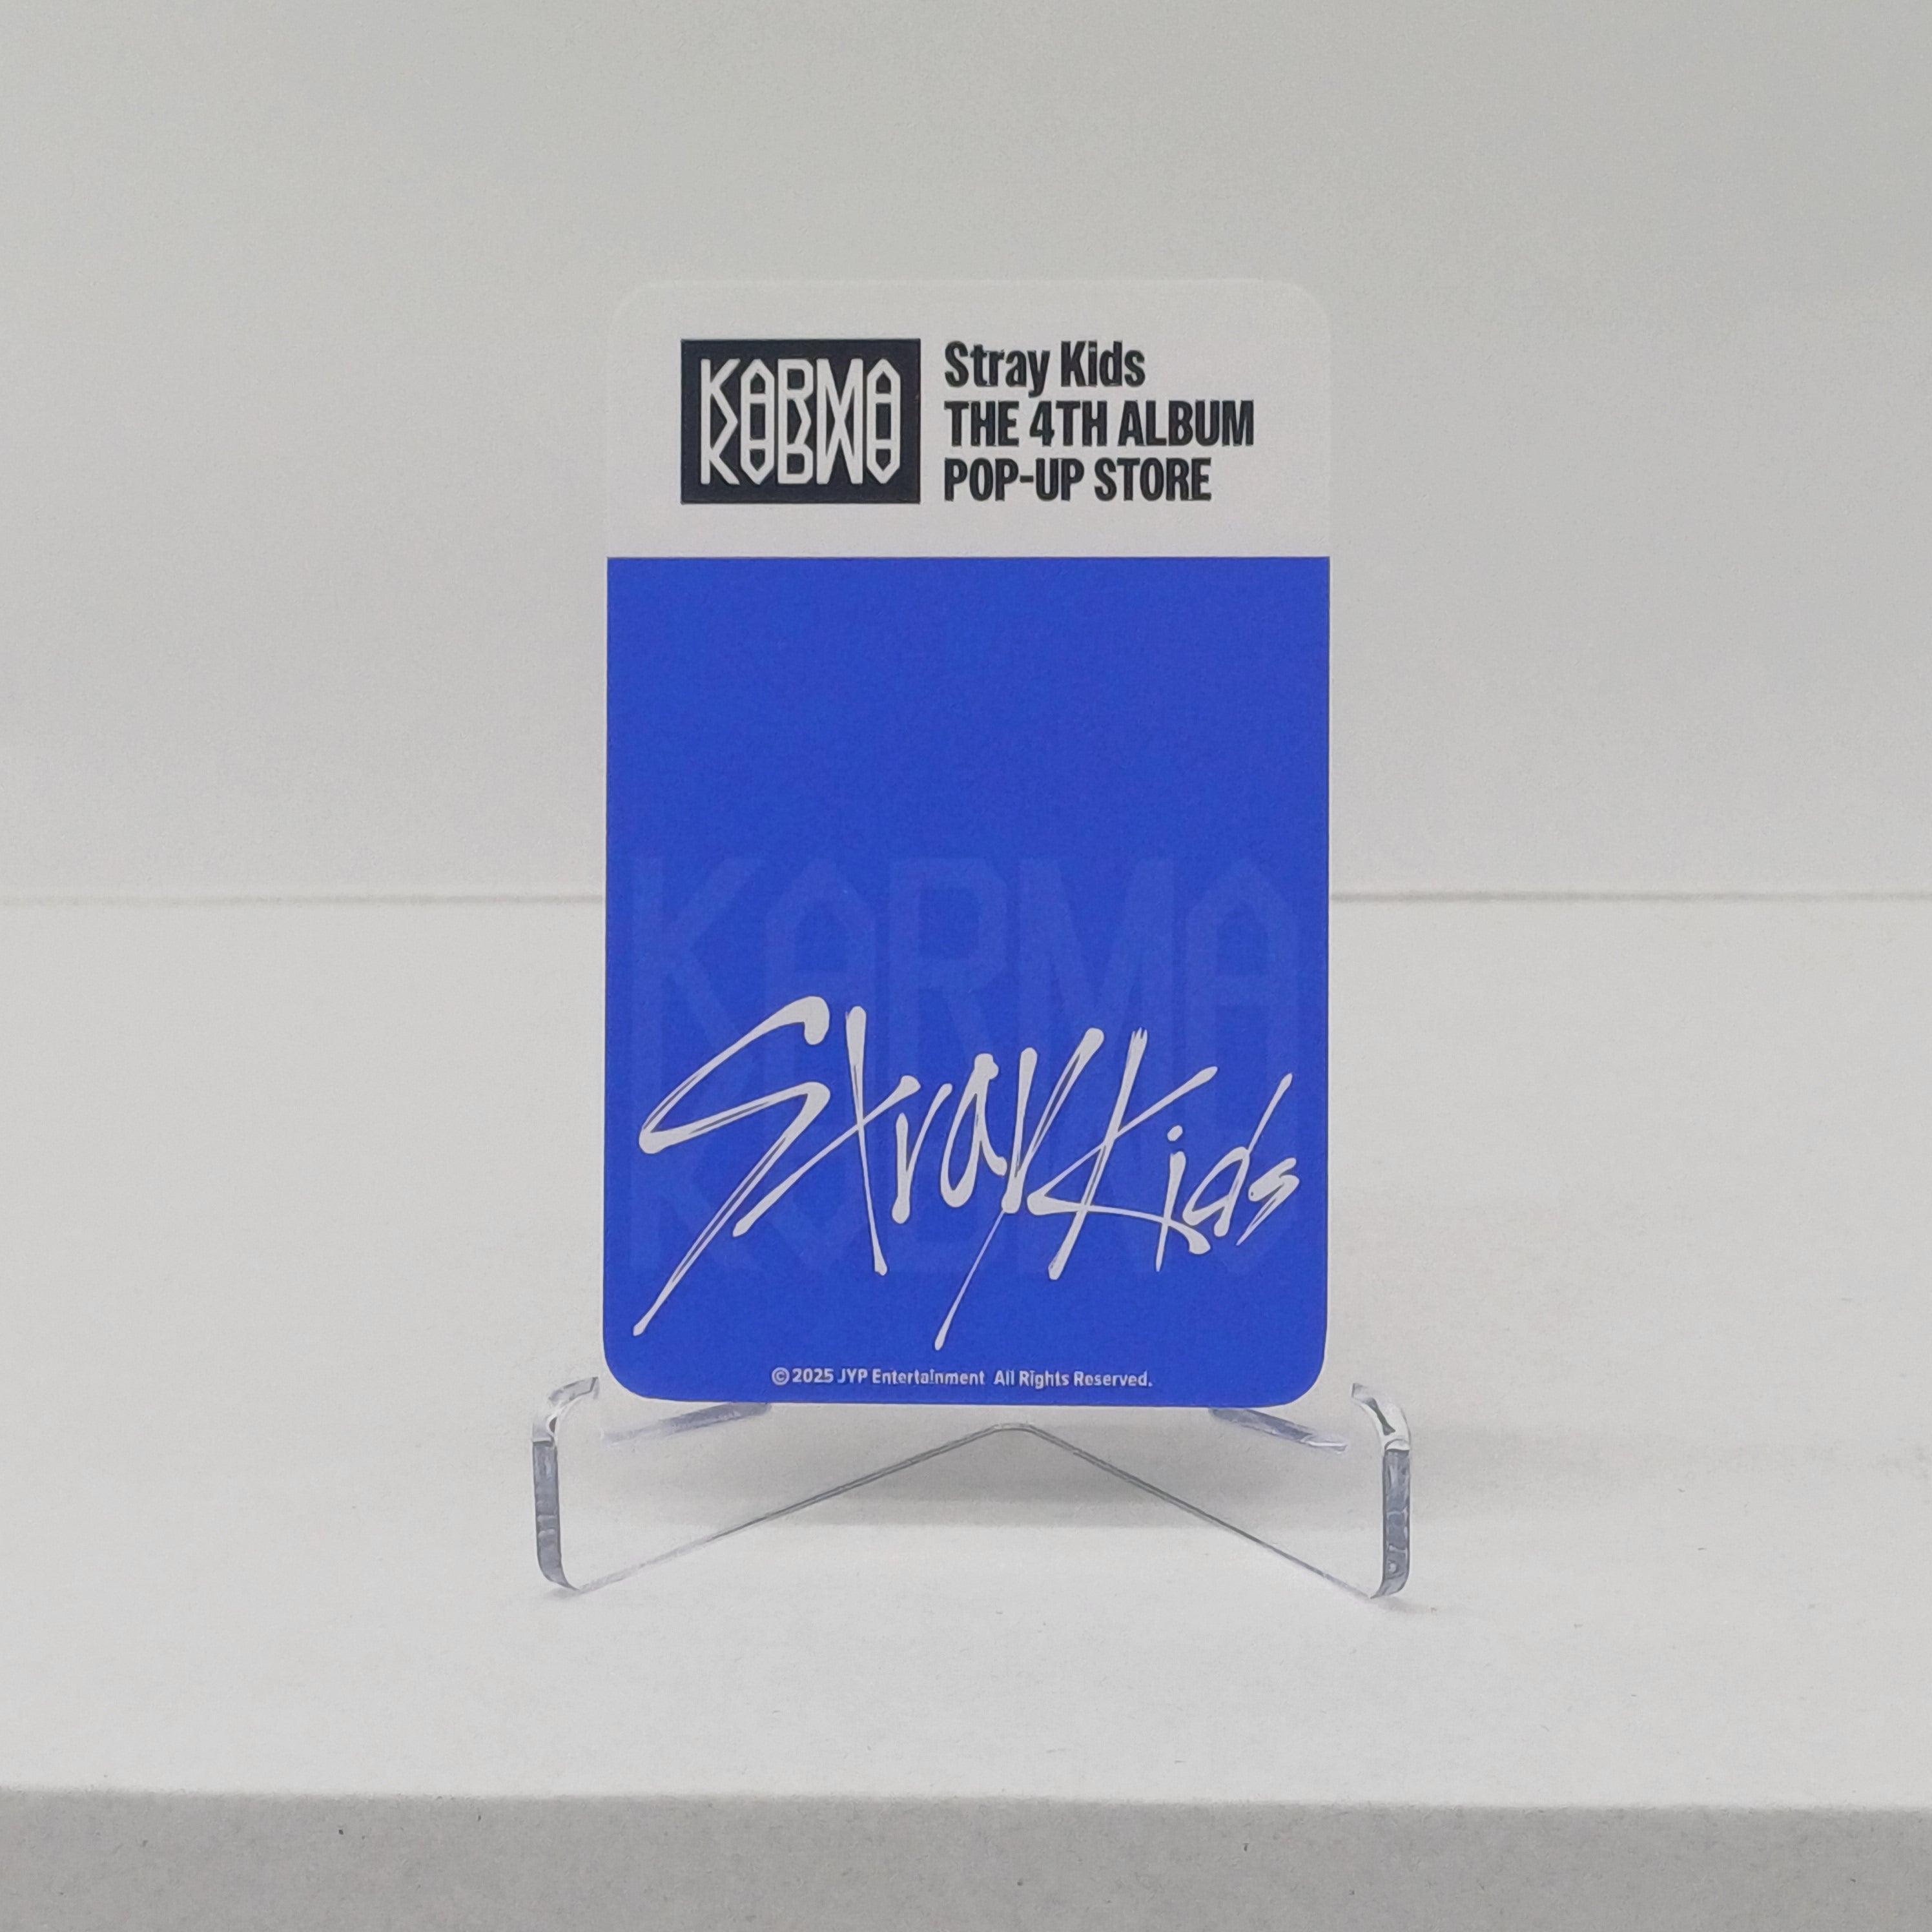 KARMA
Stray Kids
THE 4TH ALBUM
POP-UP STORE
KARMA
Stray Kids
©2025 JYP Entertainment All Rights Reserved.